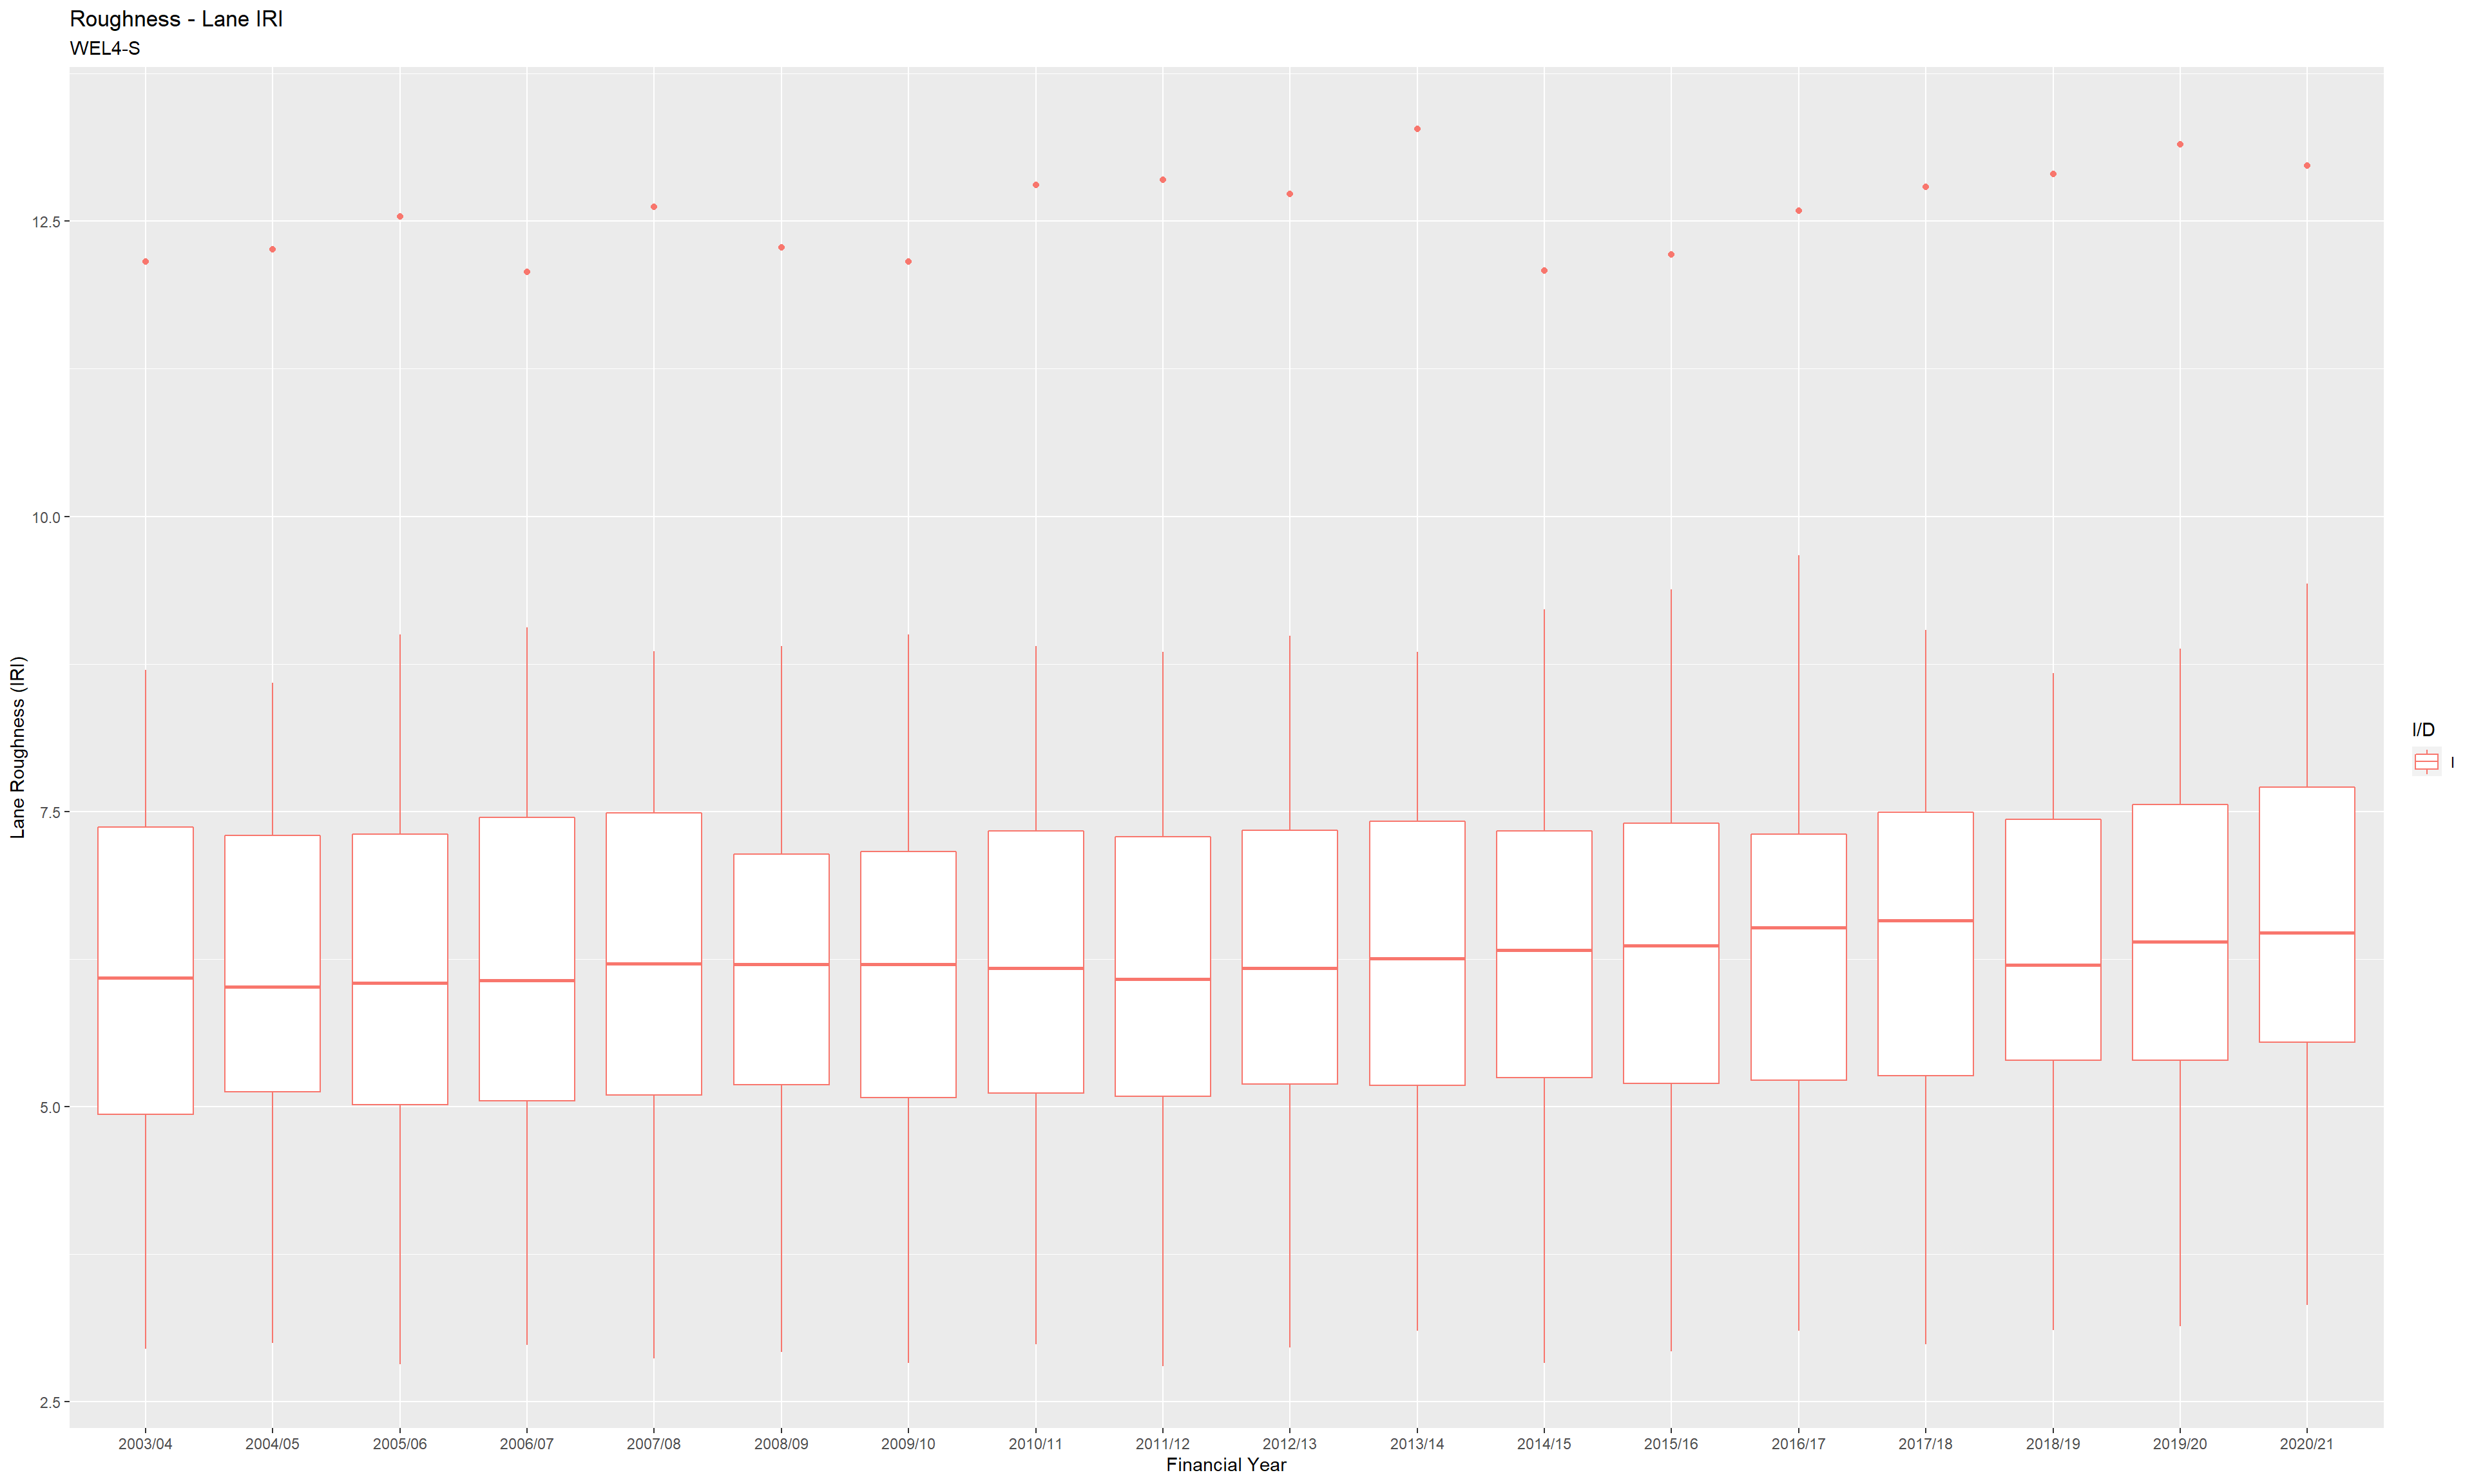 Roughness - Lane IRI
WEL4-S
Lane Roughness (IRI)
12.5
10.0
7.5
5.0
2.5
2003/04 2004/05 2005/06 2006/07 2007/08 2008/09 2009/10 2010/11 2011/12 2012/13 2013/14 2014/15 2015/16 2016/17 2017/18 2018/19 2019/20 2020/21
Financial Year
I/D
I